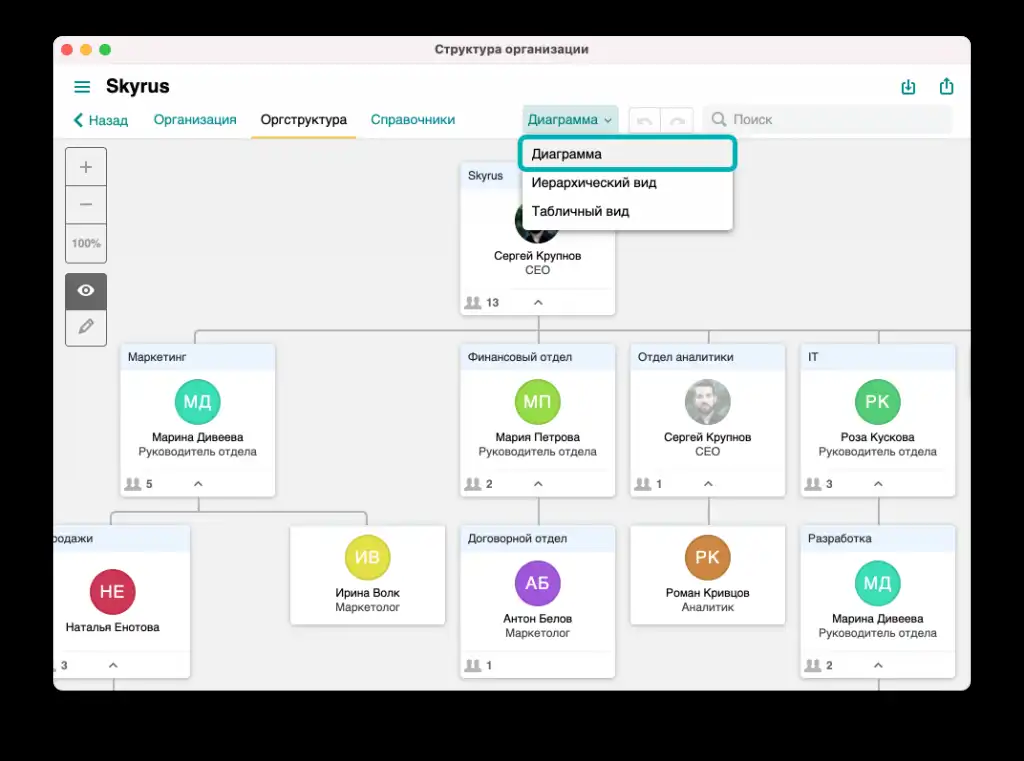 Структура организации
Skyrus
Назад
Организация
Оргструктура
Справочники
Диаграмма
Поиск
Диаграмма
Иерархический вид
Табличный вид
+
−
100%
Skyrus
Сергей Крупнов
CEO
13
Маркетинг
МД
Марина Дивеева
Руководитель отдела
5
Финансовый отдел
МП
Мария Петрова
Руководитель отдела
2
Отдел аналитики
Сергей Крупнов
CEO
1
IT
РК
Роза Кускова
Руководитель отдела
3
родажи
НЕ
Наталья Енотова
3
ИВ
Ирина Волк
Маркетолог
Договорной отдел
АБ
Антон Белов
Маркетолог
1
РК
Роман Кривцов
Аналитик
Разработка
МД
Марина Дивеева
Руководитель отдела
2